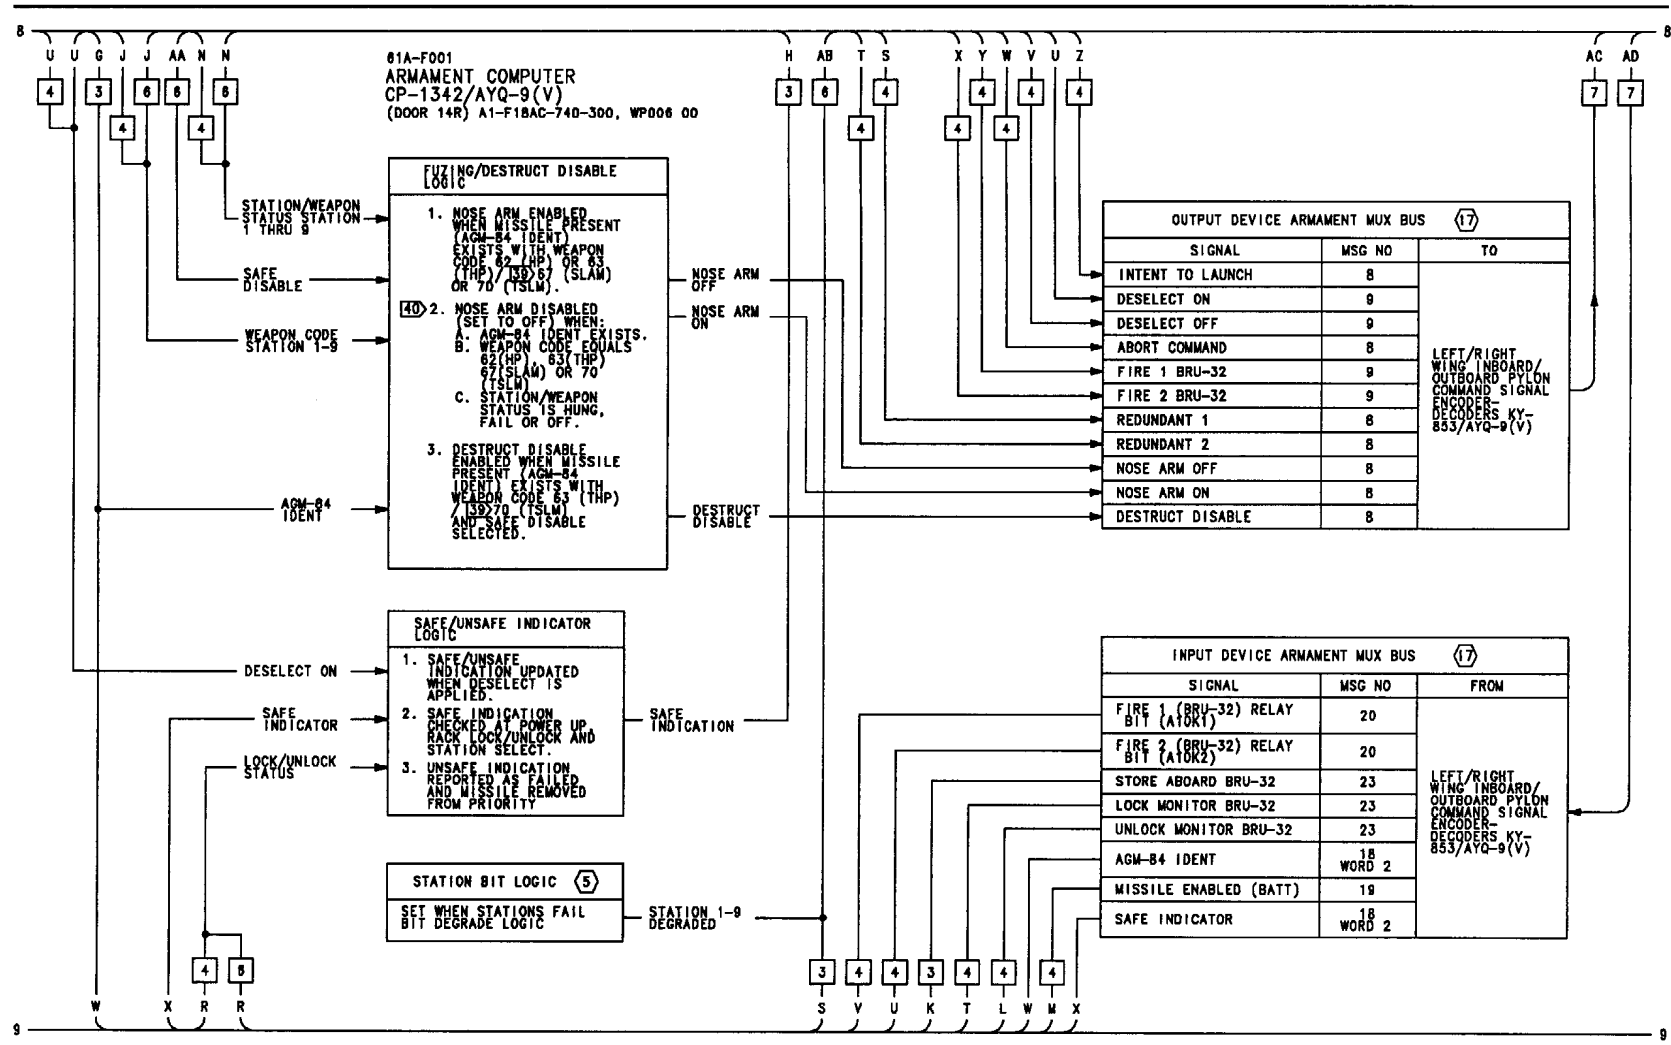 8 8
U U G J J AA N N H AB T S X Y W V U Z AC AD
4 3 6 6 6 3 6 4 4 4 4 7 7
4 4 4 4 4
61A-F001
ARMAMENT COMPUTER
CP-1342/AYQ-9(V)
(DOOR 14R) A1-F18AC-740-300, WP006 00
STATION/WEAPON
STATUS STATION
1 THRU 9
SAFE
DISABLE
WEAPON CODE
STATION 1-9
AGM-84
IDENT
FUZING/DESTRUCT DISABLE
LOGIC
1. NOSE ARM ENABLED
WHEN MISSILE PRESENT
(AGM-84 IDENT)
EXISTS WITH WEAPON
CODE 62 (HP) OR 63
(THP)/ 39 67 (SLAM)
OR 70 (TSLM).
40 2. NOSE ARM DISABLED
(SET TO OFF) WHEN:
A. AGM-84 IDENT EXISTS.
B. WEAPON CODE EQUALS
62(HP), 63(THP)
67(SLAM) OR 70
(TSLM)
C. STATION/WEAPON
STATUS IS HUNG,
FAIL OR OFF.
3. DESTRUCT DISABLE
ENABLED WHEN MISSILE
PRESENT (AGM-84
IDENT) EXISTS WITH
WEAPON CODE 63 (THP)
/ 39 70 (TSLM)
AND SAFE DISABLE
SELECTED.
NOSE ARM
OFF
NOSE ARM
ON
DESTRUCT
DISABLE
OUTPUT DEVICE ARMAMENT MUX BUS 17
SIGNAL MSG NO TO
INTENT TO LAUNCH 8
DESELECT ON 9
DESELECT OFF 9
ABORT COMMAND 8
FIRE 1 BRU-32 9
FIRE 2 BRU-32 9
REDUNDANT 1 8
REDUNDANT 2 8
NOSE ARM OFF 8
NOSE ARM ON 8
DESTRUCT DISABLE 8
LEFT/RIGHT
WING INBOARD/
OUTBOARD PYLON
COMMAND SIGNAL
ENCODER-
DECODERS KY-
853/AYQ-9(V)
DESELECT ON
SAFE
INDICATOR
LOCK/UNLOCK
STATUS
SAFE/UNSAFE INDICATOR
LOGIC
1. SAFE/UNSAFE
INDICATION UPDATED
WHEN DESELECT IS
APPLIED.
2. SAFE INDICATION
CHECKED AT POWER UP,
RACK LOCK/UNLOCK AND
STATION SELECT.
3. UNSAFE INDICATION
REPORTED AS FAILED
AND MISSILE REMOVED
FROM PRIORITY
SAFE
INDICATION
STATION BIT LOGIC 5
SET WHEN STATIONS FAIL
BIT DEGRADE LOGIC
STATION 1-9
DEGRADED
INPUT DEVICE ARMAMENT MUX BUS 17
SIGNAL MSG NO FROM
FIRE 1 (BRU-32) RELAY
BIT (A10K1) 20
FIRE 2 (BRU-32) RELAY
BIT (A10K2) 20
STORE ABOARD BRU-32 23
LOCK MONITOR BRU-32 23
UNLOCK MONITOR BRU-32 23
AGM-84 IDENT 18
WORD 2
MISSILE ENABLED (BATT) 19
SAFE INDICATOR 18
WORD 2
LEFT/RIGHT
WING INBOARD/
OUTBOARD PYLON
COMMAND SIGNAL
ENCODER-
DECODERS KY-
853/AYQ-9(V)
4 3 4 4 3 4 4 4
W X R R S V U K T L W M X
9 9